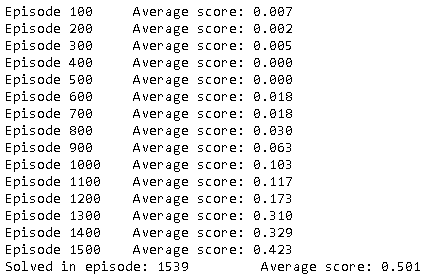 Episode 100 Average score: 0.007
Episode 200 Average score: 0.002
Episode 300 Average score: 0.005
Episode 400 Average score: 0.000
Episode 500 Average score: 0.000
Episode 600 Average score: 0.018
Episode 700 Average score: 0.018
Episode 800 Average score: 0.030
Episode 900 Average score: 0.063
Episode 1000 Average score: 0.103
Episode 1100 Average score: 0.117
Episode 1200 Average score: 0.173
Episode 1300 Average score: 0.310
Episode 1400 Average score: 0.329
Episode 1500 Average score: 0.423
Solved in episode: 1539 Average score: 0.501